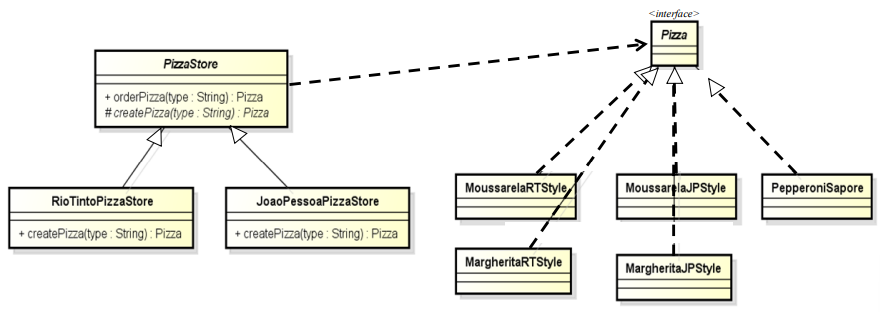 <interface>
Pizza
PizzaStore
+ orderPizza(type : String) : Pizza
# createPizza(type : String) : Pizza
RioTintoPizzaStore
+ createPizza(type : String) : Pizza
JoaoPessoaPizzaStore
+ createPizza(type : String) : Pizza
MoussarelaRTStyle
MoussarelaJPStyle
PepperoniSapore
MargheritaRTStyle
MargheritaJPStyle